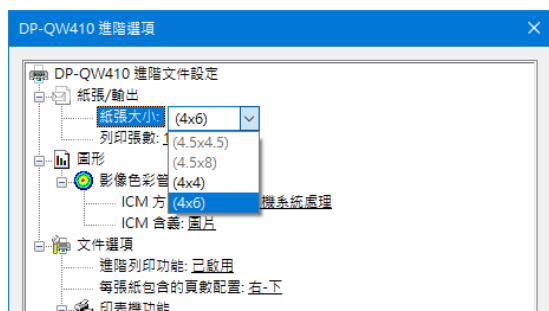 DP-QW410 進階選項
DP-QW410 進階文件設定
紙張/輸出
紙張大小: (4x6)
列印張數:
(4.5x4.5)
(4.5x8)
(4x4)
(4x6)
圖形
影像色彩管
ICM 方 機系統處理
ICM 含義: 圖片
文件選項
進階列印功能: 已啟用
每張紙包含的頁數配置: 右-下
印表機功能